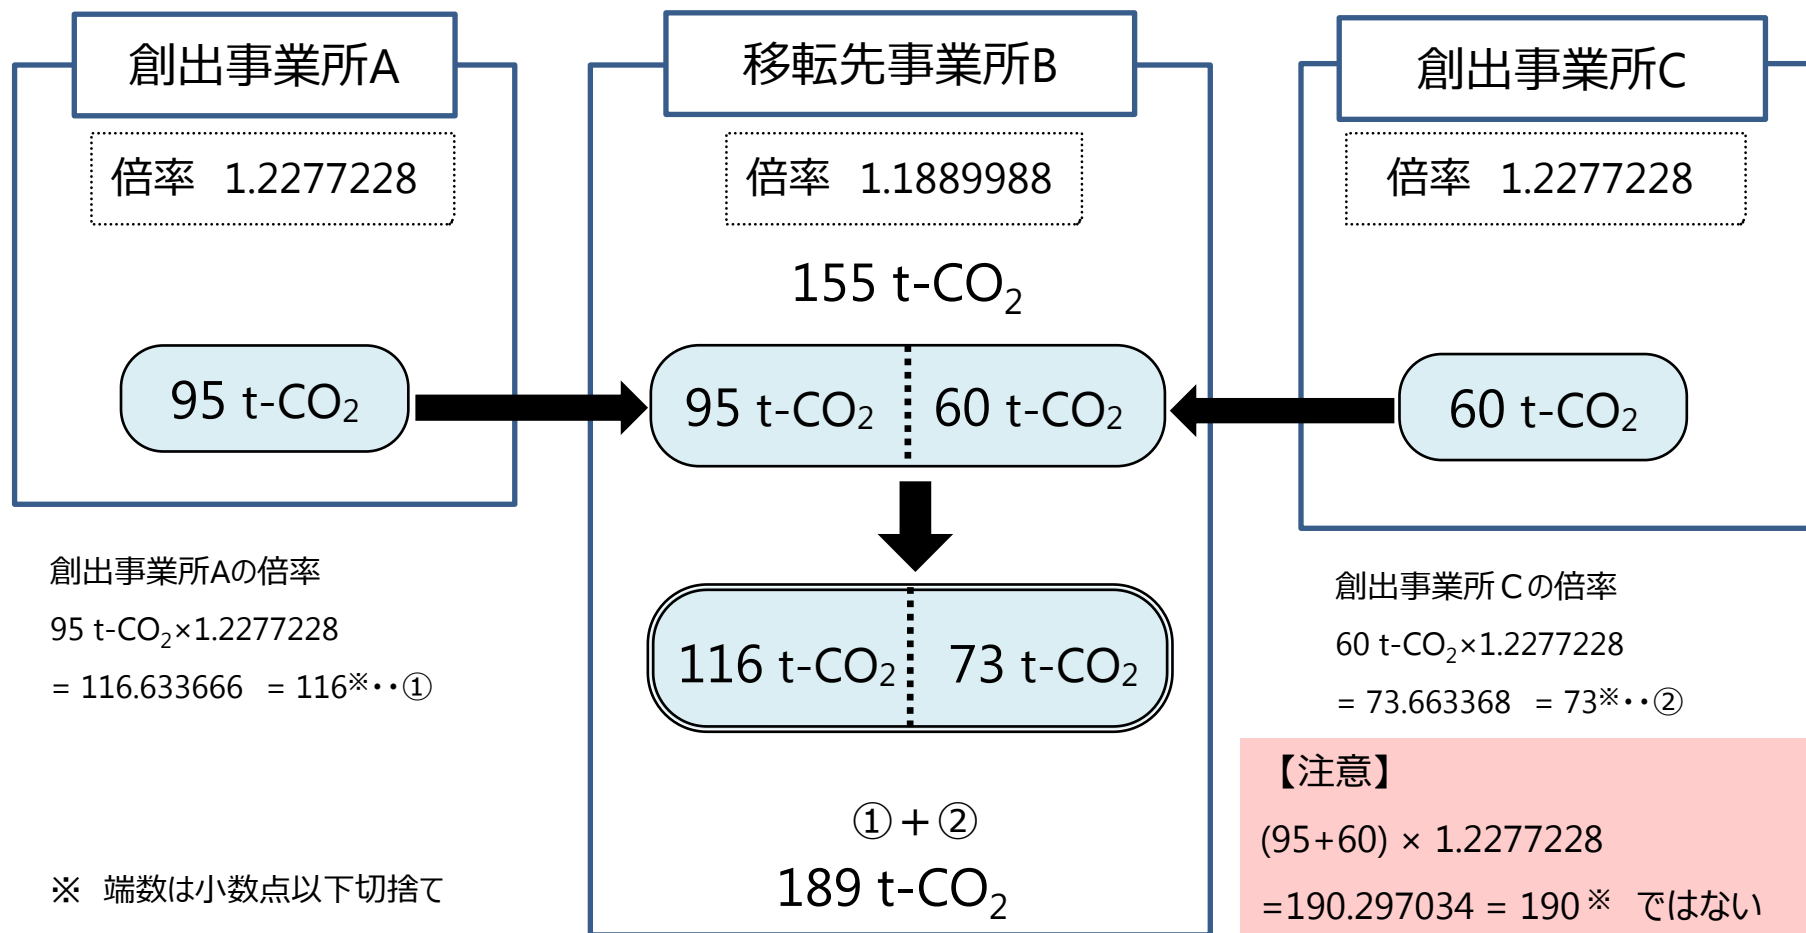 創出事業所A
倍率 1.2277228
95 t-CO₂
創出事業所Aの倍率
95 t-CO₂×1.2277228
= 116.633666 = 116※・・①
※ 端数は小数点以下切捨て
移転先事業所B
倍率 1.1889988
155 t-CO₂
95 t-CO₂ 60 t-CO₂
116 t-CO₂ 73 t-CO₂
①+②
189 t-CO₂
創出事業所C
倍率 1.2277228
60 t-CO₂
創出事業所Cの倍率
60 t-CO₂×1.2277228
= 73.663368 = 73※・・②
【注意】
(95+60) × 1.2277228
=190.297034 = 190※ ではない